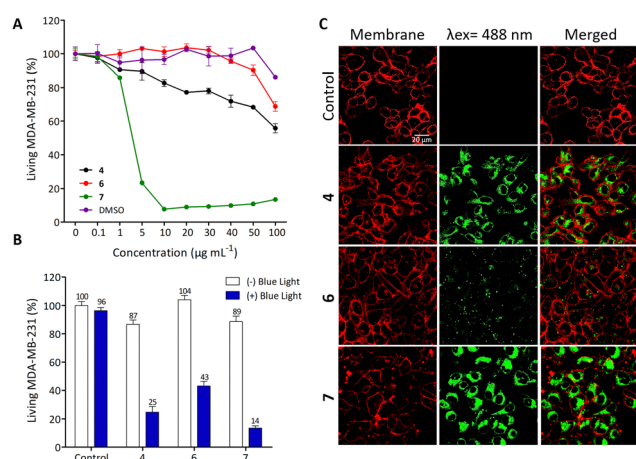 A
Living MDA-MB-231 (%)
120
100
80
60
40
20
0
4
6
7
DMSO
0 0.1 1 5 10 20 30 40 50 100
Concentration (µg mL-1)
B
Living MDA-MB-231 (%)
120
100
80
60
40
20
0
(-) Blue Light
(+) Blue Light
100 96
87 25
104 43
89 14
Control 4 6 7
C
Membrane λex= 488 nm Merged
Control
20 µm
4
6
7